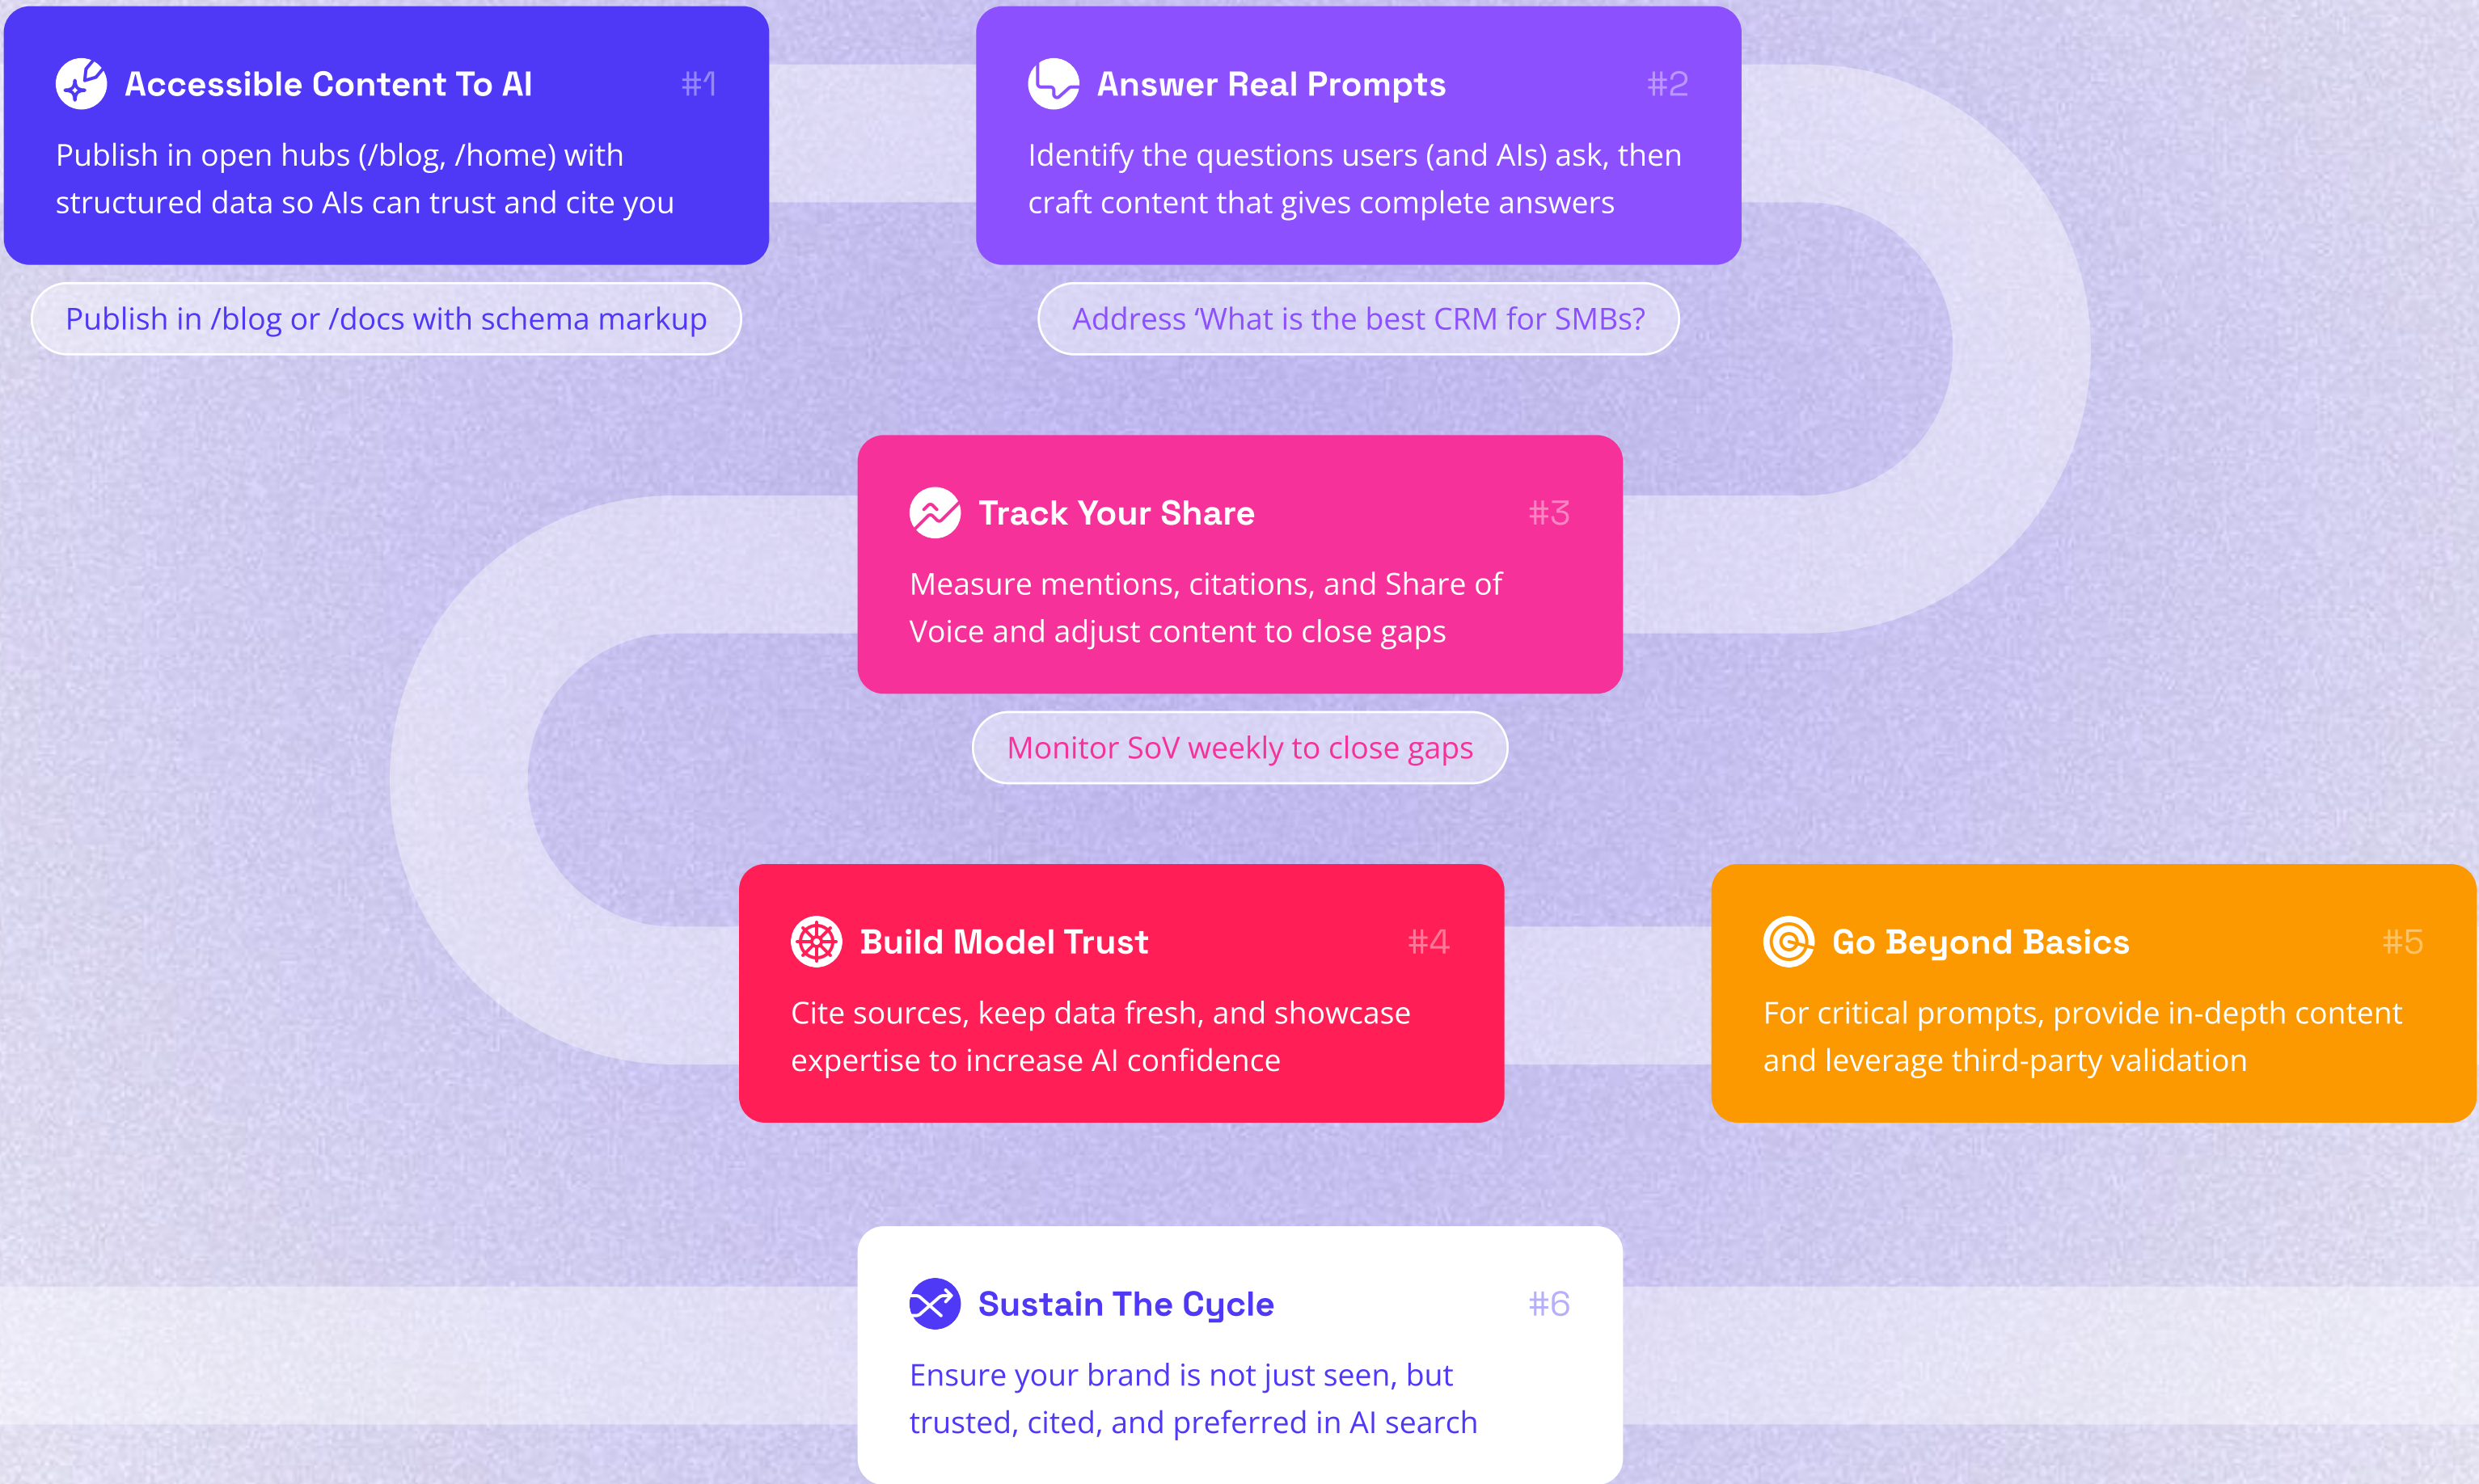 Accessible Content To AI #1
Publish in open hubs (/blog, /home) with
structured data so AIs can trust and cite you
Publish in /blog or /docs with schema markup
Answer Real Prompts #2
Identify the questions users (and AIs) ask, then
craft content that gives complete answers
Address ‘What is the best CRM for SMBs?
Track Your Share #3
Measure mentions, citations, and Share of
Voice and adjust content to close gaps
Monitor SoV weekly to close gaps
Build Model Trust #4
Cite sources, keep data fresh, and showcase
expertise to increase AI confidence
Go Beyond Basics #5
For critical prompts, provide in-depth content
and leverage third-party validation
Sustain The Cycle #6
Ensure your brand is not just seen, but
trusted, cited, and preferred in AI search